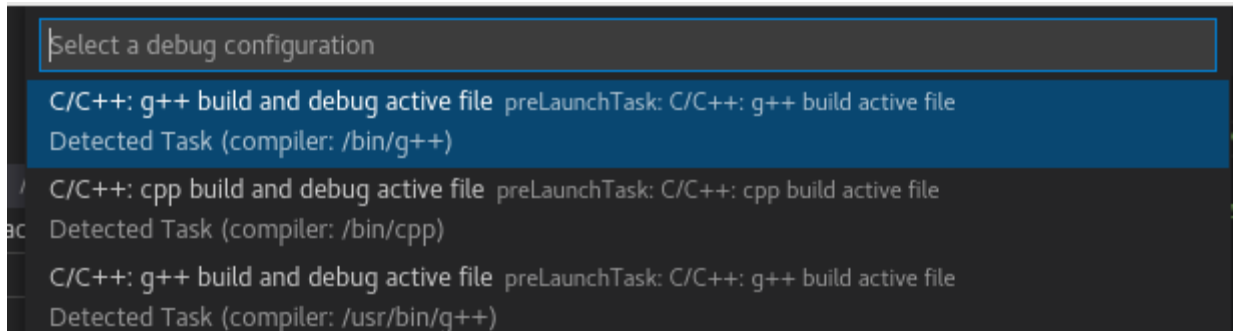 Select a debug configuration
C/C++: g++ build and debug active file preLaunchTask: C/C++: g++ build active file
Detected Task (compiler: /bin/g++)
C/C++: cpp build and debug active file preLaunchTask: C/C++: cpp build active file
Detected Task (compiler: /bin/cpp)
C/C++: g++ build and debug active file preLaunchTask: C/C++: g++ build active file
Detected Task (compiler: /usr/bin/g++)